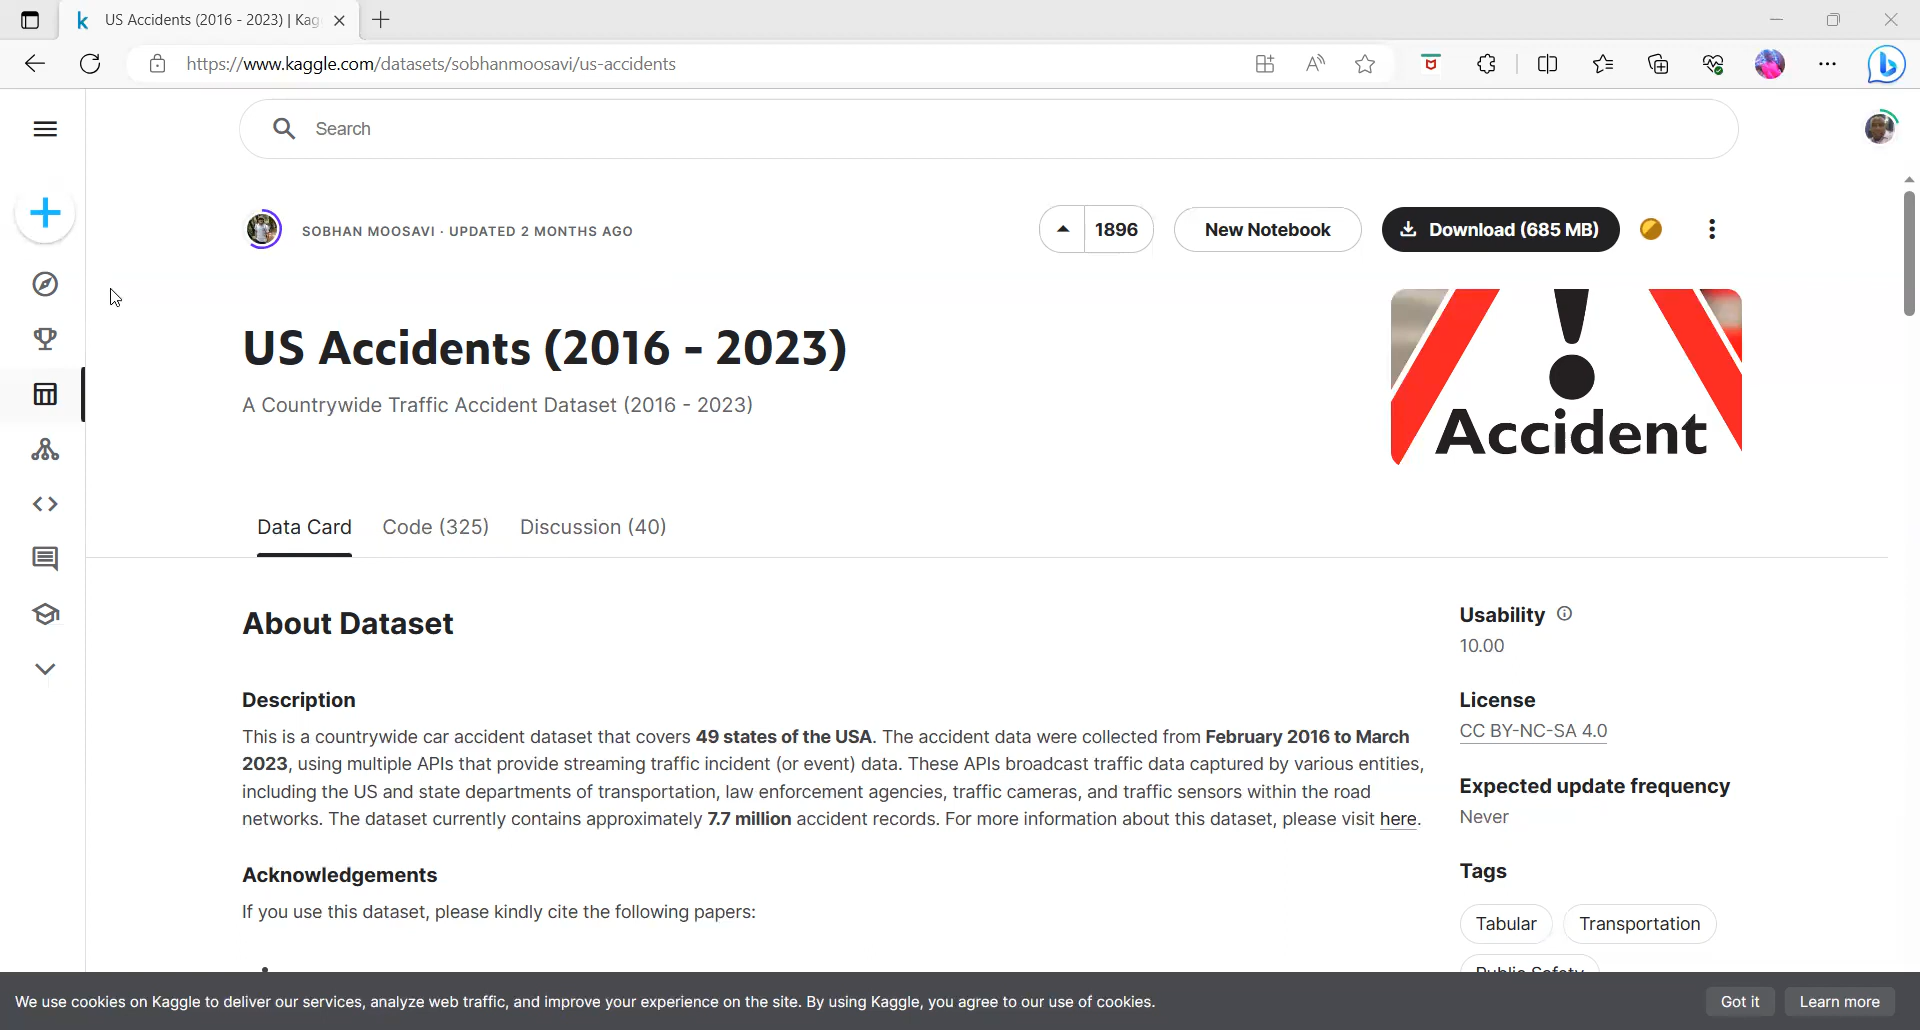 US Accidents (2016 - 2023) | Kag
https://www.kaggle.com/datasets/sobhanmoosavi/us-accidents
Search
SOBHAN MOOSAVI · UPDATED 2 MONTHS AGO
1896
New Notebook
Download (685 MB)
US Accidents (2016 - 2023)
A Countrywide Traffic Accident Dataset (2016 - 2023)
Accident
Data Card
Code (325)
Discussion (40)
About Dataset
Description
This is a countrywide car accident dataset that covers 49 states of the USA. The accident data were collected from February 2016 to March
2023, using multiple APIs that provide streaming traffic incident (or event) data. These APIs broadcast traffic data captured by various entities,
including the US and state departments of transportation, law enforcement agencies, traffic cameras, and traffic sensors within the road
networks. The dataset currently contains approximately 7.7 million accident records. For more information about this dataset, please visit here.
Acknowledgements
If you use this dataset, please kindly cite the following papers:
Usability
10.00
License
CC BY-NC-SA 4.0
Expected update frequency
Never
Tags
Tabular
Transportation
Public Safety
We use cookies on Kaggle to deliver our services, analyze web traffic, and improve your experience on the site. By using Kaggle, you agree to our use of cookies.
Got it
Learn more